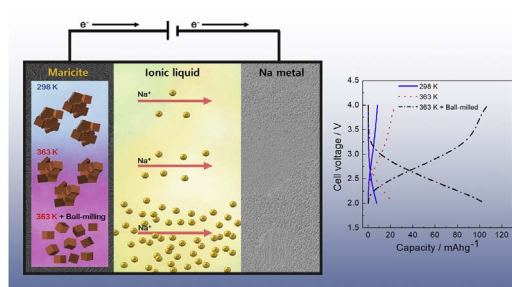 e⁻ e⁻
Maricite Ionic liquid Na metal
298 K
Na⁺
363 K
Na⁺
363 K + Ball-milling
Na⁺
298 K
363 K
363 K + Ball-milled
Cell voltage / V
4.5
4.0
3.5
3.0
2.5
2.0
1.5
0 20 40 60 80 100 120
Capacity / mAhg⁻¹